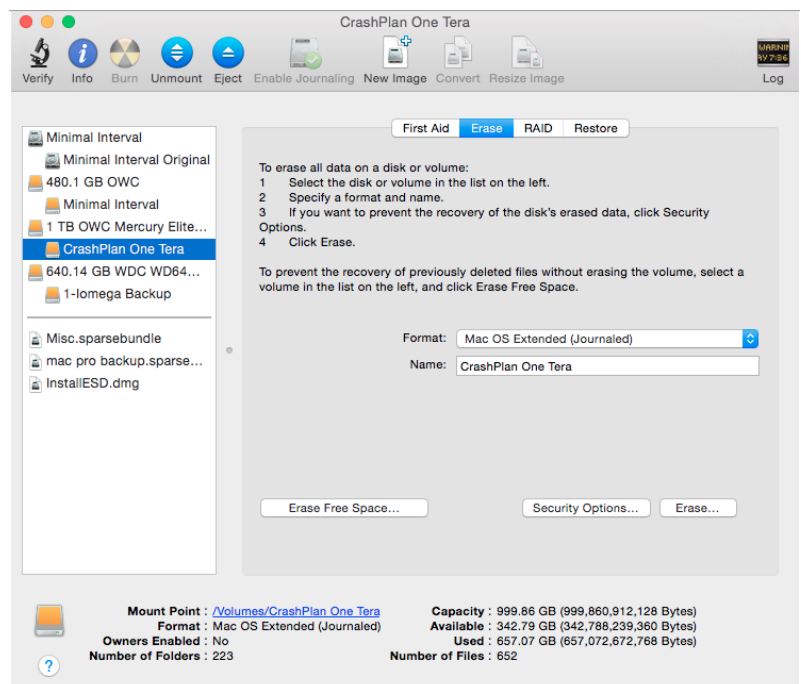 CrashPlan One Tera
Verify Info Burn Unmount Eject Enable Journaling New Image Convert Resize Image Log
First Aid Erase RAID Restore
Minimal Interval
Minimal Interval Original
480.1 GB OWC
Minimal Interval
1 TB OWC Mercury Elite...
CrashPlan One Tera
640.14 GB WDC WD64...
1-Iomega Backup
Misc.sparsebundle
mac pro backup.sparse...
InstallESD.dmg
To erase all data on a disk or volume:
1 Select the disk or volume in the list on the left.
2 Specify a format and name.
3 If you want to prevent the recovery of the disk's erased data, click Security
Options.
4 Click Erase.
To prevent the recovery of previously deleted files without erasing the volume, select a
volume in the list on the left, and click Erase Free Space.
Format: Mac OS Extended (Journaled)
Name: CrashPlan One Tera
Erase Free Space... Security Options... Erase...
Mount Point : /Volumes/CrashPlan One Tera Capacity : 999.86 GB (999,860,912,128 Bytes)
Format : Mac OS Extended (Journaled) Available : 342.79 GB (342,788,239,360 Bytes)
Owners Enabled : No Used : 657.07 GB (657,072,672,768 Bytes)
Number of Folders : 223 Number of Files : 652
?